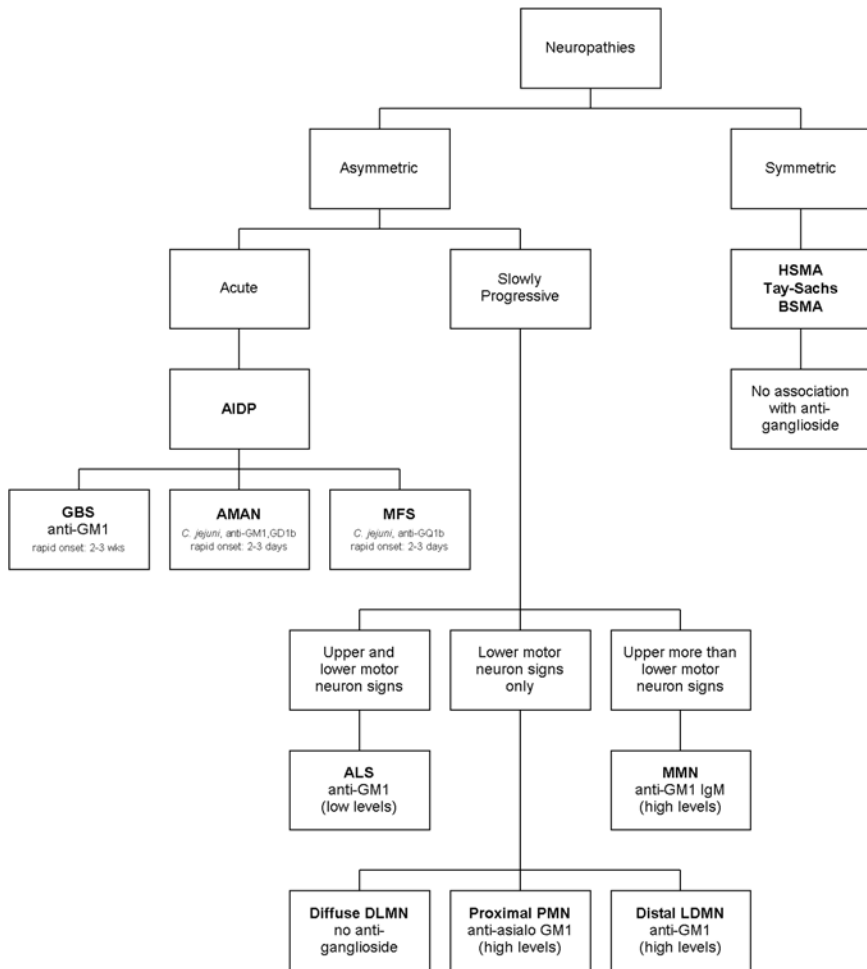 Neuropathies
Asymmetric
Symmetric
Acute
Slowly
Progressive
HSMA
Tay-Sachs
BSMA
AIDP
No association
with anti-
ganglioside
GBS
anti-GM1
rapid onset: 2-3 wks
AMAN
C. jejuni, anti-GM1,GD1b
rapid onset: 2-3 days
MFS
C. jejuni, anti-GQ1b
rapid onset: 2-3 days
Upper and
lower motor
neuron signs
Lower motor
neuron signs
only
Upper more than
lower motor
neuron signs
ALS
anti-GM1
(low levels)
MMN
anti-GM1 IgM
(high levels)
Diffuse DLMN
no anti-
ganglioside
Proximal PMN
anti-asialo GM1
(high levels)
Distal LDMN
anti-GM1
(high levels)